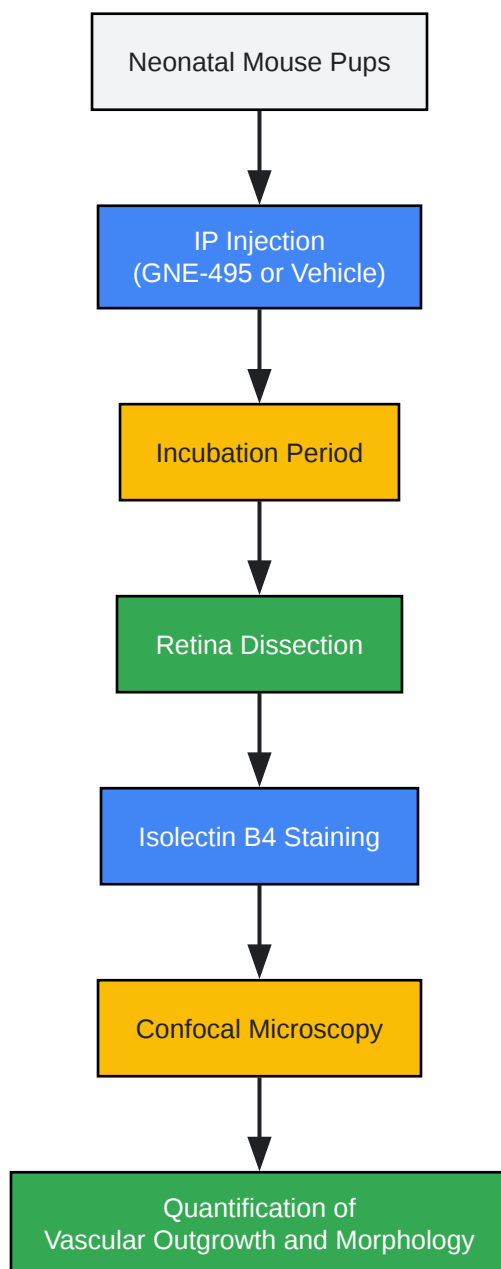 Neonatal Mouse Pups
IP Injection
(GNE-495 or Vehicle)
Incubation Period
Retina Dissection
Isolectin B4 Staining
Confocal Microscopy
Quantification of
Vascular Outgrowth and Morphology